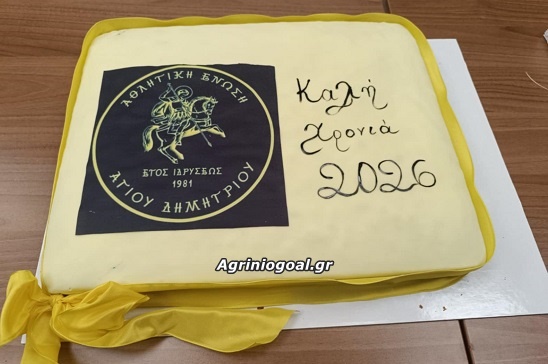 ΑΘΛΗΤΙΚΗ ΕΝΩΣΗ
ΕΤΟΣ ΙΔΡΥΣΕΩΣ
1981
ΑΓΙΟΥ ΔΗΜΗΤΡΙΟΥ
Καλή
Χρονιά
2026
Agriniogoal.gr